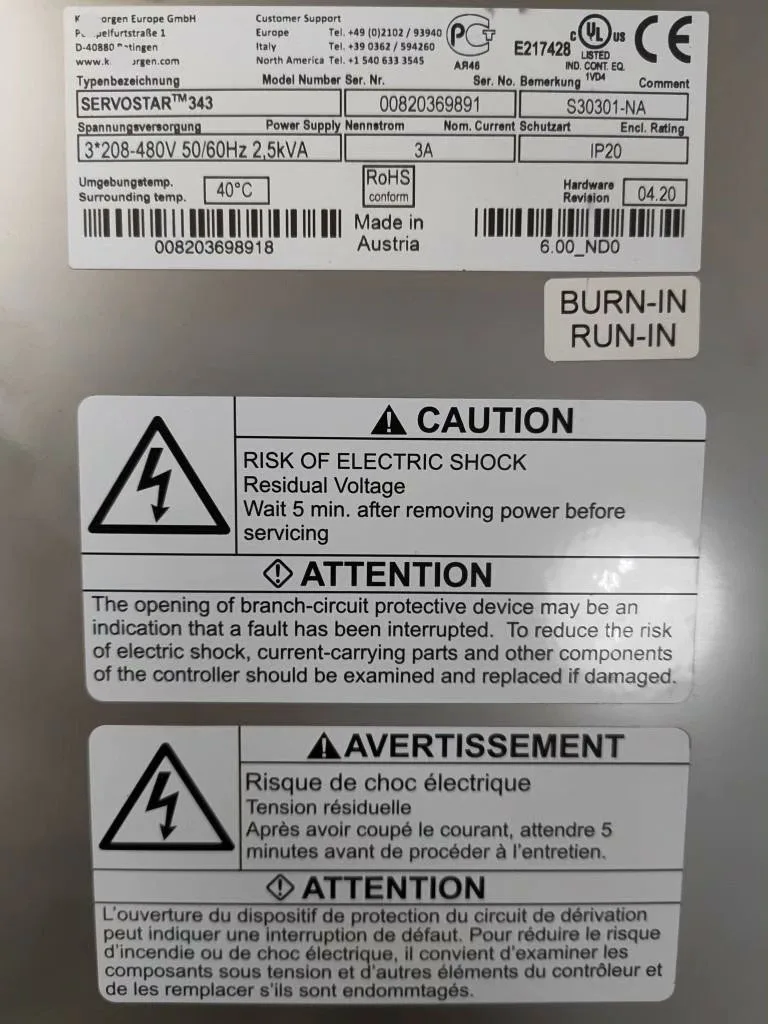 K orgen Europe GmbH
elfurtstraße 1
D-40880 tingen
www.k rgen.com
Customer Support
Europe Tel. +49 (0)2102 / 93940
Italy Tel. +39 0362 / 594260
North America Tel. +1 540 633 3545
РСТ
АЯ46
E217428
c UL us
LISTED
IND. CONT. EQ.
1VD4
CE
Typenbezeichnung Model Number Ser. Nr. Ser. No. Bemerkung Comment
SERVOSTAR™343 00820369891 S30301-NA
Spannungsversorgung Power Supply Nennstrom Nom. Current Schutzart Encl. Rating
3*208-480V 50/60Hz 2,5kVA 3A IP20
Umgebungstemp.
Surrounding temp. 40°C
RoHS
conform
Hardware
Revision 04.20
Made in
Austria
008203698918 6.00_ND0
BURN-IN
RUN-IN
CAUTION
RISK OF ELECTRIC SHOCK
Residual Voltage
Wait 5 min. after removing power before
servicing
ATTENTION
The opening of branch-circuit protective device may be an
indication that a fault has been interrupted. To reduce the risk
of electric shock, current-carrying parts and other components
of the controller should be examined and replaced if damaged.
AVERTISSEMENT
Risque de choc électrique
Tension résiduelle
Après avoir coupé le courant, attendre 5
minutes avant de procéder à l'entretien.
ATTENTION
L'ouverture du dispositif de protection du circuit de dérivation
peut indiquer une interruption de défaut. Pour réduire le risque
d'incendie ou de choc électrique, il convient d'examiner les
composants sous tension et d'autres éléments du contrôleur et
de les remplacer s'ils sont endommtagés.